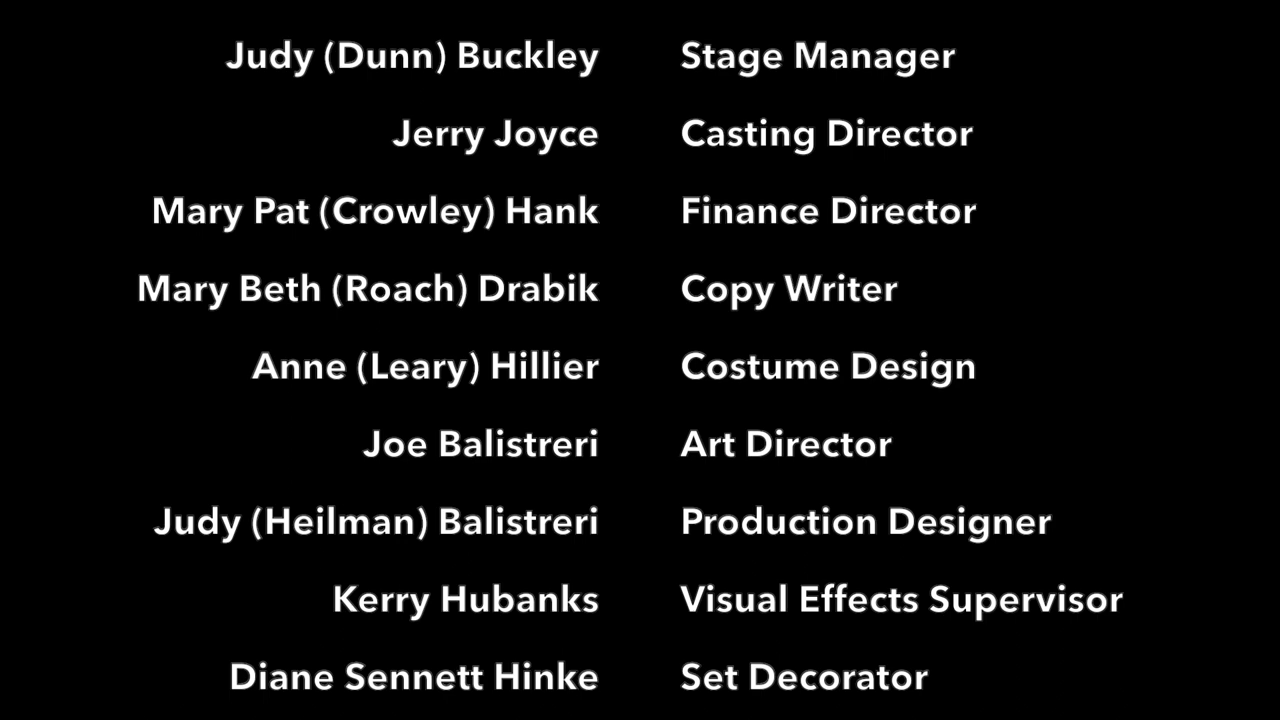 Judy (Dunn) Buckley Stage Manager
Jerry Joyce Casting Director
Mary Pat (Crowley) Hank Finance Director
Mary Beth (Roach) Drabik Copy Writer
Anne (Leary) Hillier Costume Design
Joe Balistreri Art Director
Judy (Heilman) Balistreri Production Designer
Kerry Hubanks Visual Effects Supervisor
Diane Sennett Hinke Set Decorator